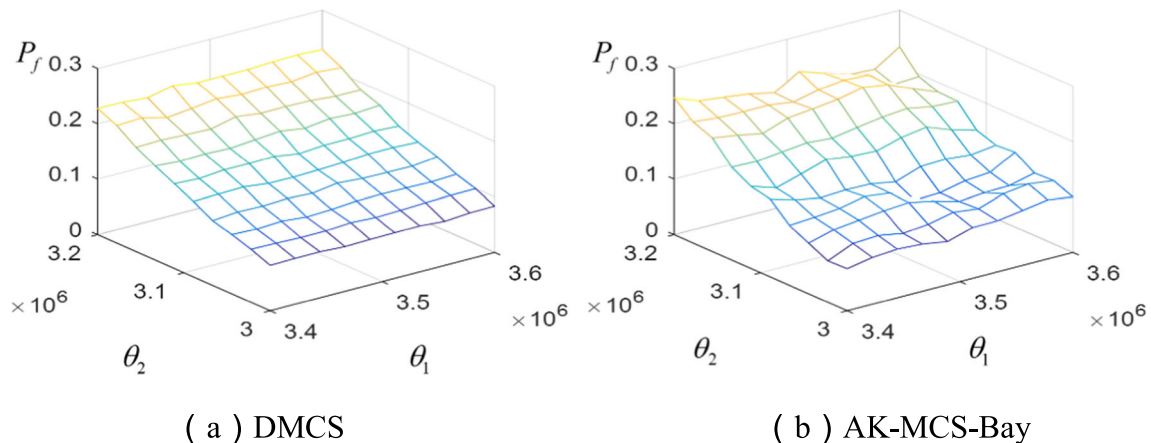 P_f 0.3
0.2
0.1
0
3.2
3.1
3
× 10^6
θ_2
3.4
3.5
3.6
× 10^6
θ_1
( a ) DMCS
P_f 0.3
0.2
0.1
0
3.2
3.1
3
× 10^6
θ_2
3.4
3.5
3.6
× 10^6
θ_1
( b ) AK-MCS-Bay